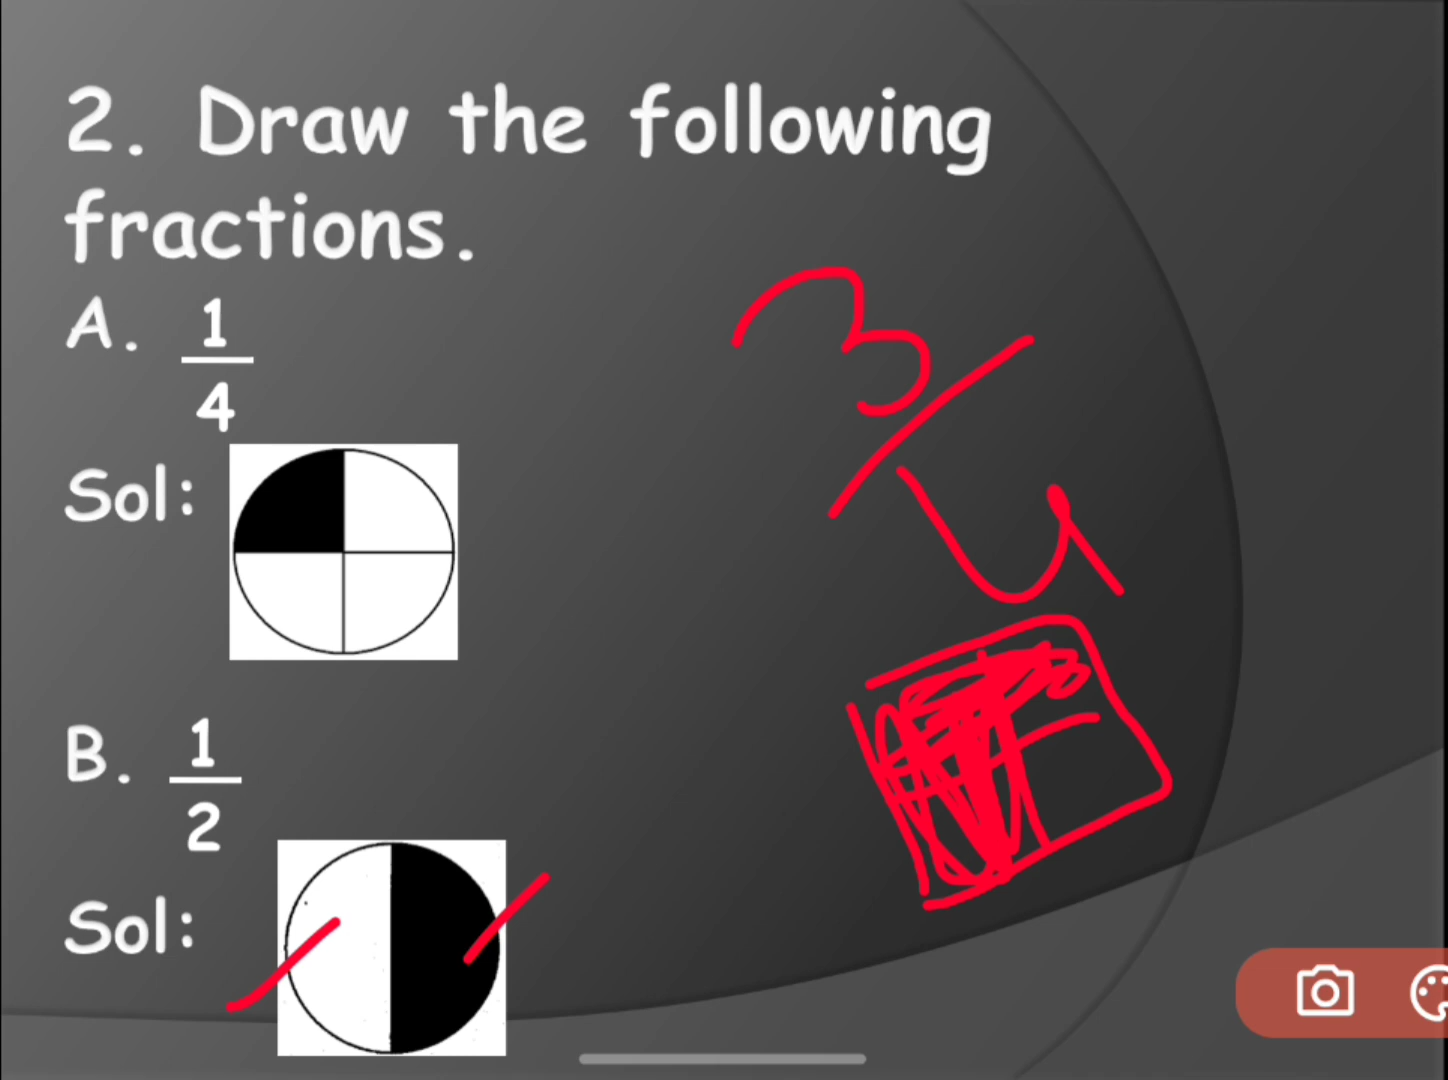 2. Draw the following
fractions.
A. 1
4
Sol:
B. 1
2
Sol:
3
4